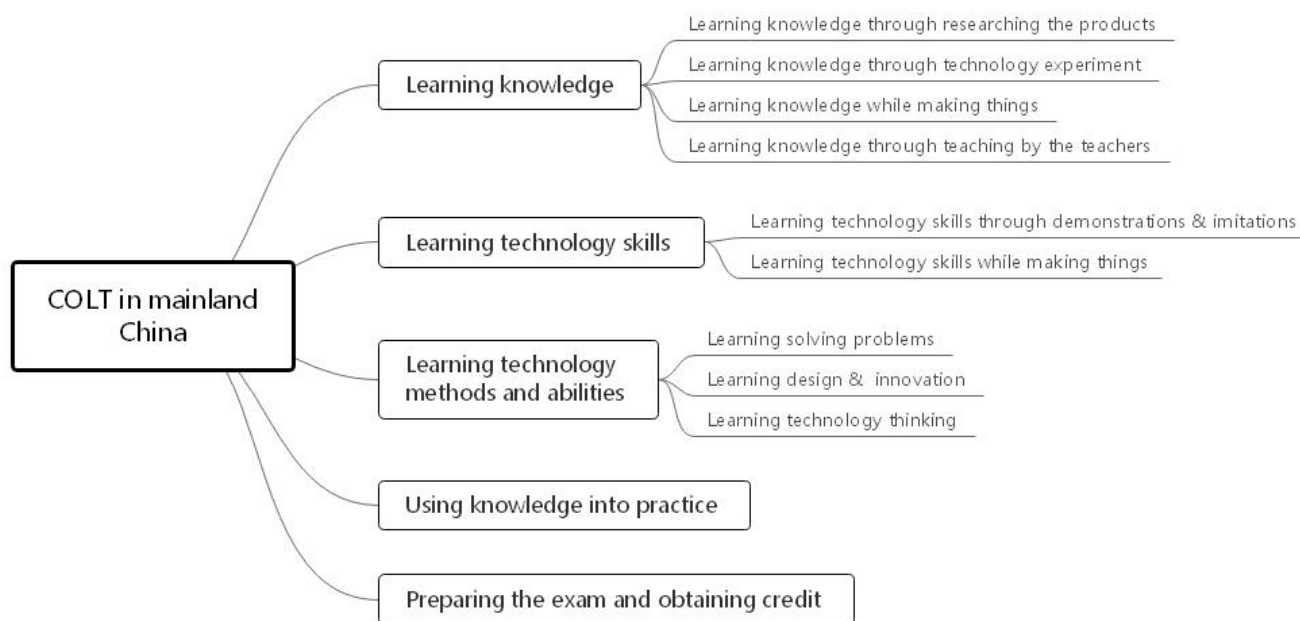 COLT in mainland
China
Learning knowledge
Learning knowledge through researching the products
Learning knowledge through technology experiment
Learning knowledge while making things
Learning knowledge through teaching by the teachers
Learning technology skills
Learning technology skills through demonstrations & imitations
Learning technology skills while making things
Learning technology
methods and abilities
Learning solving problems
Learning design &  innovation
Learning technology thinking
Using knowledge into practice
Preparing the exam and obtaining credit